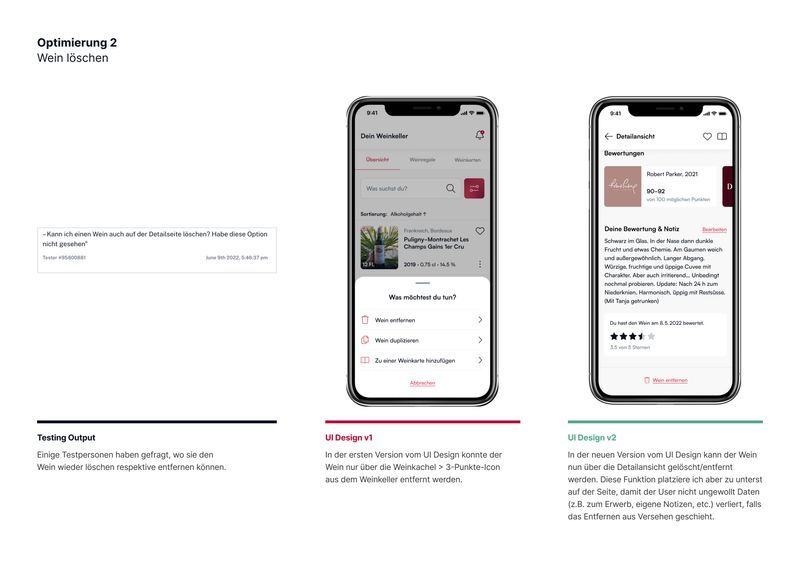 Optimierung 2
Wein löschen
–Kann ich einen Wein auch auf der Detailseite löschen? Habe diese Option
nicht gesehen"
Tester #95600881
June 9th 2022, 5:46:37 pm
Testing Output
Einige Testpersonen haben gefragt, wo sie den
Wein wieder löschen respektive entfernen können.
9:41
Dein Weinkeller
Übersicht
Weinregale
Weinkarten
Was suchst du?
Sortierung: Alkoholgehalt ↑
Frankreich, Bordeaux
Puligny-Montrachet Les
Champs Gains 1er Cru
12 Fl.
2019 · 0.75 cl · 14.5 %
Was möchtest du tun?
Wein entfernen
Wein duplizieren
Zu einer Weinkarte hinzufügen
Abbrechen
UI Design v1
In der ersten Version vom UI Design konnte der
Wein nur über die Weinkachel > 3-Punkte-Icon
aus dem Weinkeller entfernt werden.
9:41
Detailansicht
Bewertungen
Robert Parker, 2021
90–92
von 100 möglichen Punkten
D
Deine Bewertung & Notiz
Bearbeiten
Schwarz im Glas. In der Nase dann dunkle
Frucht und etwas Chemie. Am Gaumen weich
und außergewöhnlich. Langer Abgang.
Würzige, fruchtige und üppige Cuvee mit
Charakter. Aber auch irritierend... Unbedingt
nochmal probieren. Update: Nach 24 h zum
Niederknien. Harmonisch, üppig mit Restsüsse.
(Mit Tanja getrunken)
Du hast den Wein am 8.5.2022 bewertet.
3.5 von 5 Sternen
Wein entfernen
UI Design v2
In der neuen Version vom UI Design kann der Wein
nun über die Detailansicht gelöscht/entfernt
werden. Diese Funktion platziere ich aber zu unterst
auf der Seite, damit der User nicht ungewollt Daten
(z.B. zum Erwerb, eigene Notizen, etc.) verliert, falls
das Entfernen aus Versehen geschieht.